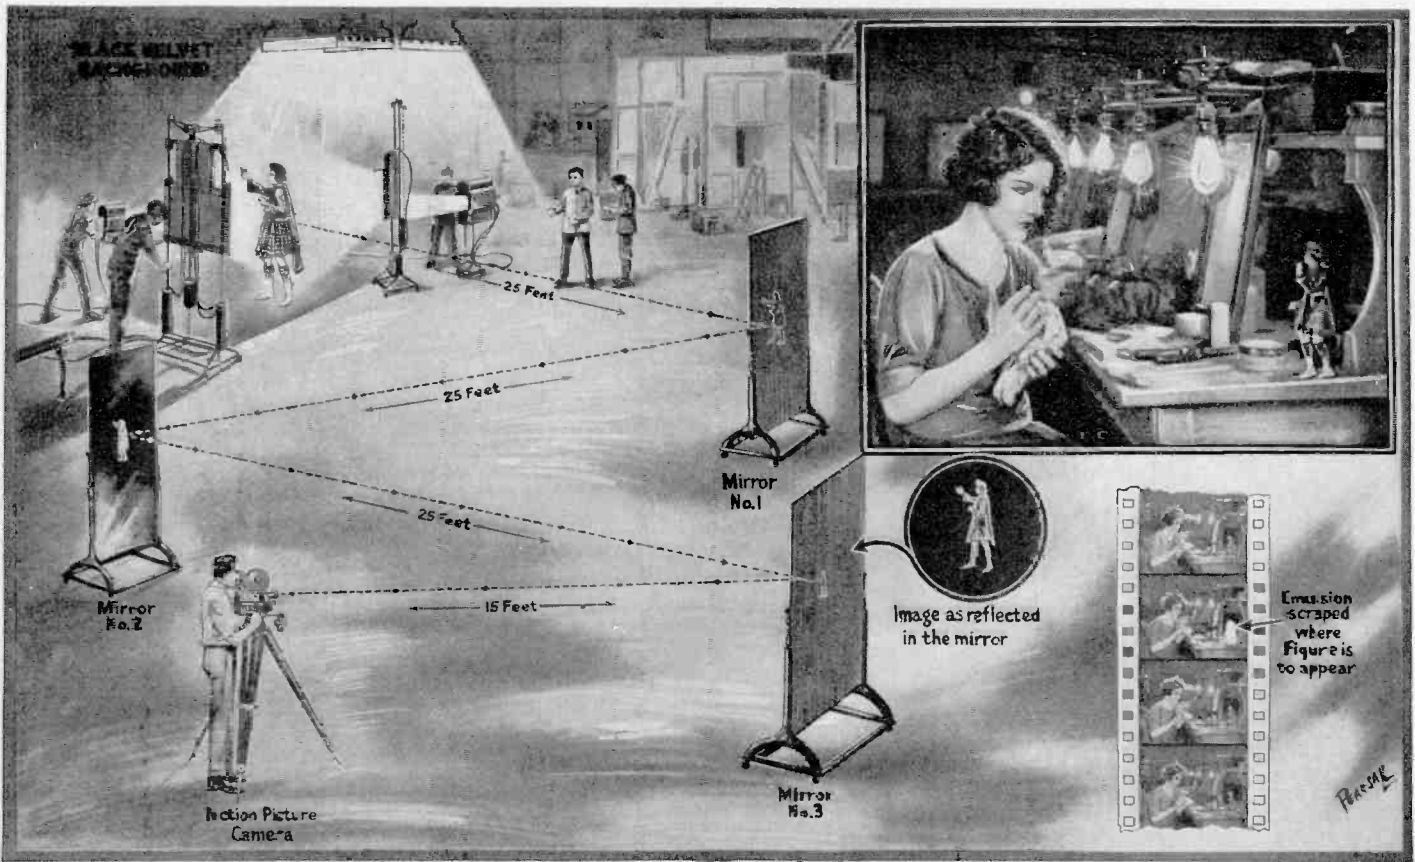 BLACK VELVET
BACKGROUND
25 Feet
25 Feet
Mirror
No.1
25 Feet
Mirror
No.2
15 Feet
Image as reflected
in the mirror
Emulsion
scraped
where
Figure is
to appear
Motion Picture
Camera
Mirror
No.3